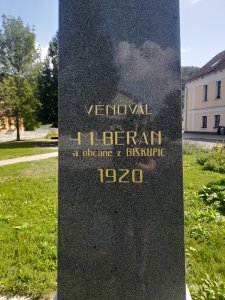 VĚNOVAL
M.BERAN
a občané z BISKUPIC
1920.